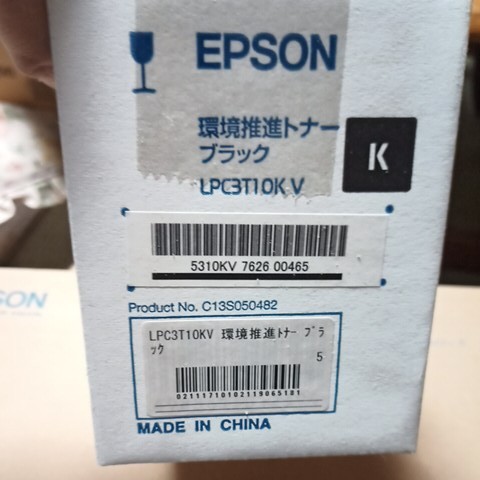 EPSON
環境推進トナー
ブラック
LPC3T10K V
K
5310KV 7626 00465
Product No. C13S050482
LPC3T10KV 環境推進ﾄﾅｰ ﾌﾞﾗ
ｯｸ
5
02111710102119065181
MADE IN CHINA
EPSON